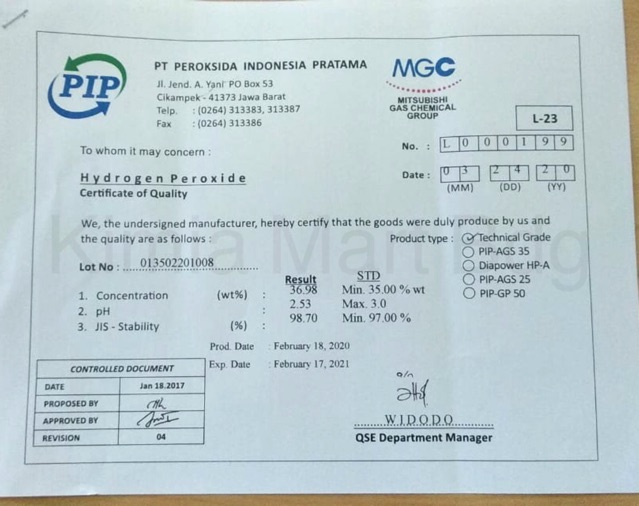 PIP
PT PEROKSIDA INDONESIA PRATAMA
Jl. Jend. A. Yani PO Box 53
Cikampek - 41373 Jawa Barat
Telp. : (0264) 313383, 313387
Fax : (0264) 313386
MGC
MITSUBISHI
GAS CHEMICAL
GROUP
L-23
No. : L 0 0 0 1 9 9
To whom it may concern :
Date : 0 3 2 4 2 0
(MM) (DD) (YY)
Hydrogen Peroxide
Certificate of Quality
We, the undersigned manufacturer, hereby certify that the goods were duly produce by us and
the quality are as follows :
Product type : Technical Grade
PIP-AGS 35
Diapower HP-A
PIP-AGS 25
PIP-GP 50
Lot No : 013502201008
Result STD
1. Concentration (wt%) : 36.98 Min. 35.00 % wt
2. pH : 2.53 Max. 3.0
3. JIS - Stability (%) : 98.70 Min. 97.00 %
Prod. Date : February 18, 2020
Exp. Date : February 17, 2021
CONTROLLED DOCUMENT
DATE Jan 18.2017
PROPOSED BY
APPROVED BY
REVISION 04
o/n
WIDODO
QSE Department Manager